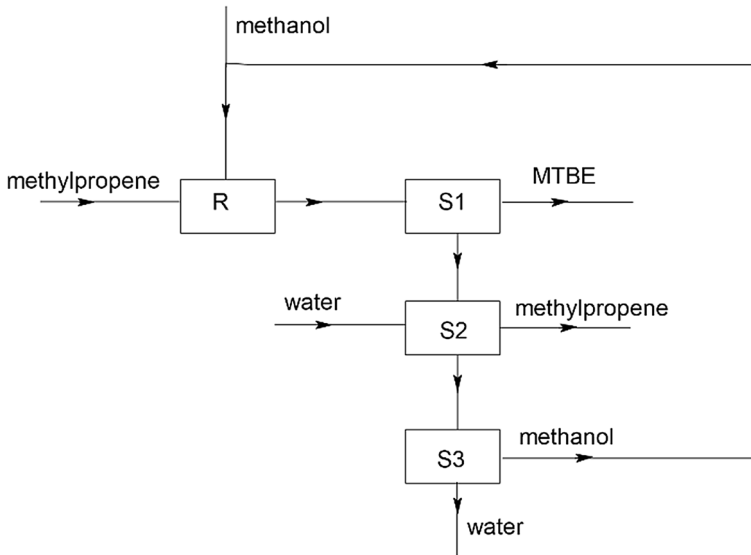 methanol
methylpropene
R
S1
MTBE
water
S2
methylpropene
S3
methanol
water